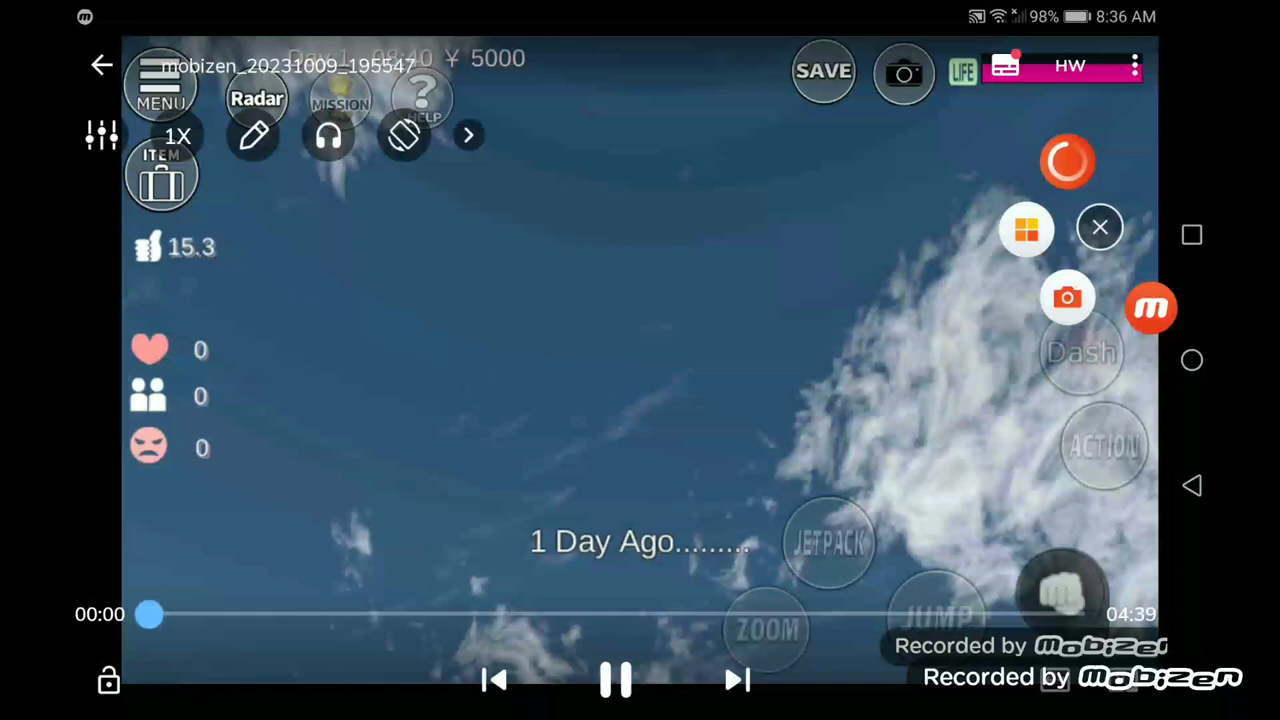 98% 8:36 AM
mobizen_20231009_195547
Day 1 08:40 ¥ 5000
MENU
Radar
MISSION
HELP
SAVE
LIFE
HW
1X
ITEM
15.3
0
0
0
Dash
ACTION
1 Day Ago.........
JETPACK
00:00
04:39
ZOOM
JUMP
Recorded by Mobizen
Recorded by Mobizen